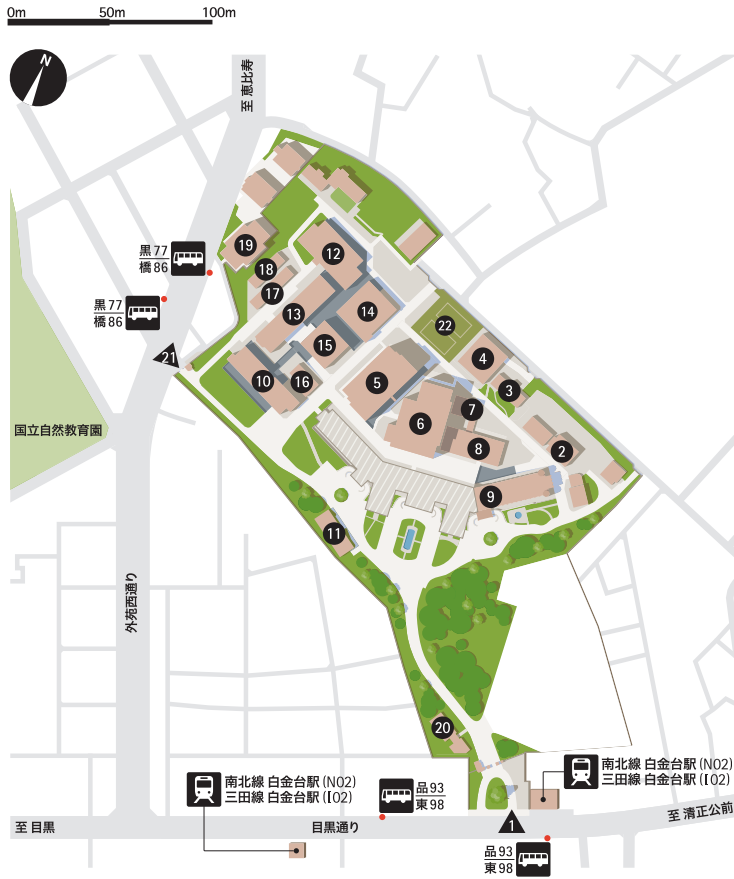 0m 50m 100m
N
至 恵比寿
黒 77
橋 86
黒 77
橋 86
19
18
17
12
13
14
15
16
10
21
22
4
3
5
7
6
8
2
9
11
国立自然教育園
外苑西通り
20
南北線 白金台駅 (N02)
三田線 白金台駅 (I02)
南北線 白金台駅 (N02)
三田線 白金台駅 (I02)
品 93
東 98
至 目黒
目黒通り
1
至 清正公前
品 93
東 98